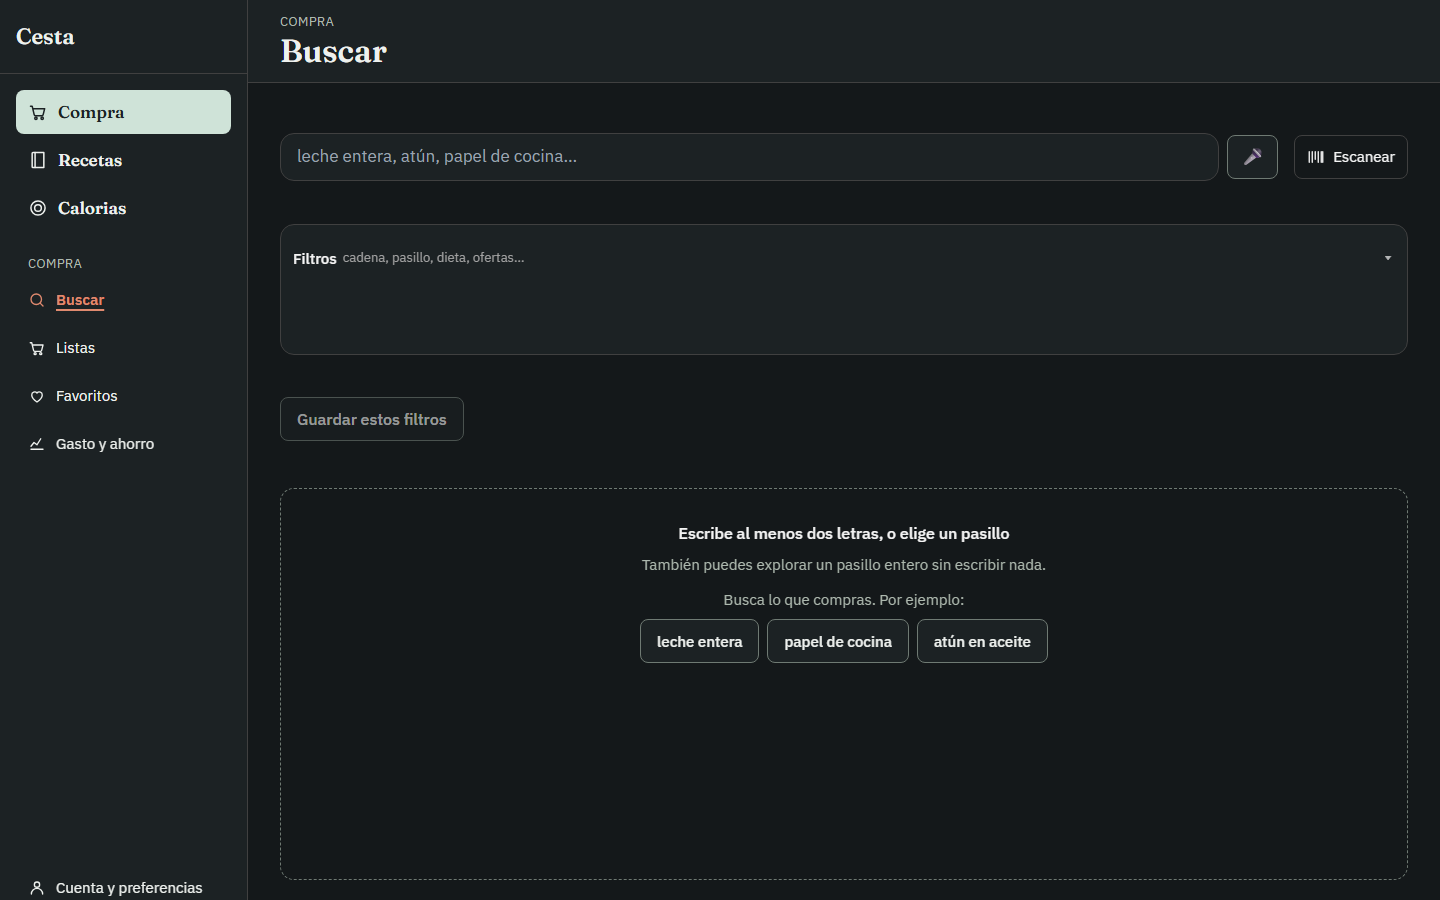 Cesta
Compra
Recetas
Calorias
COMPRA
Buscar
Listas
Favoritos
Gasto y ahorro
Cuenta y preferencias
COMPRA
Buscar
leche entera, atún, papel de cocina...
Escanear
Filtros cadena, pasillo, dieta, ofertas...
Guardar estos filtros
Escribe al menos dos letras, o elige un pasillo
También puedes explorar un pasillo entero sin escribir nada.
Busca lo que compras. Por ejemplo:
leche entera
papel de cocina
atún en aceite